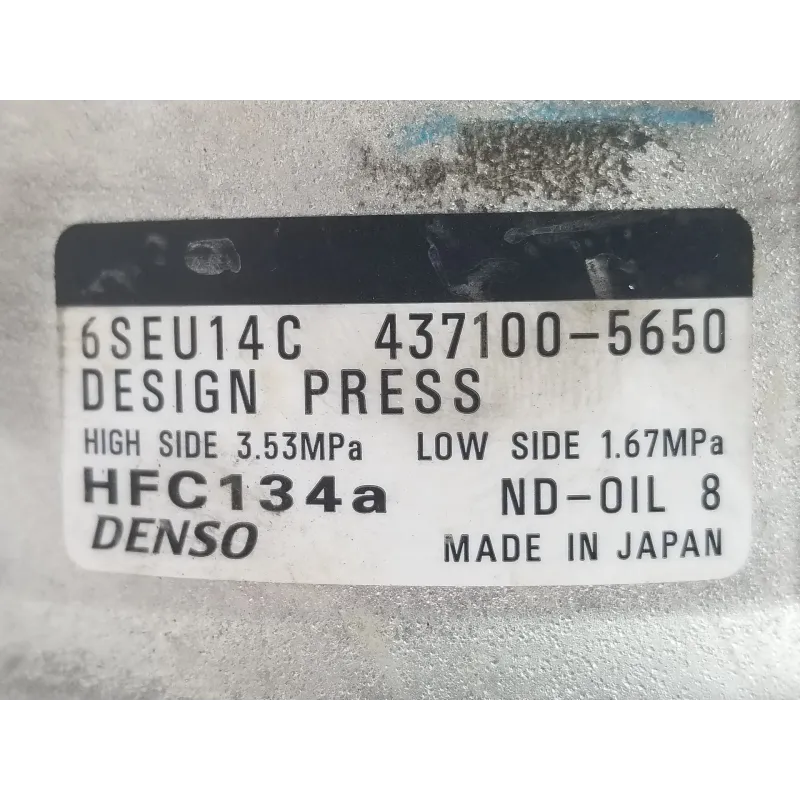 6SEU14C 437100-5650
DESIGN PRESS
HIGH SIDE 3.53MPa LOW SIDE 1.67MPa
HFC134a ND-OIL 8
DENSO MADE IN JAPAN